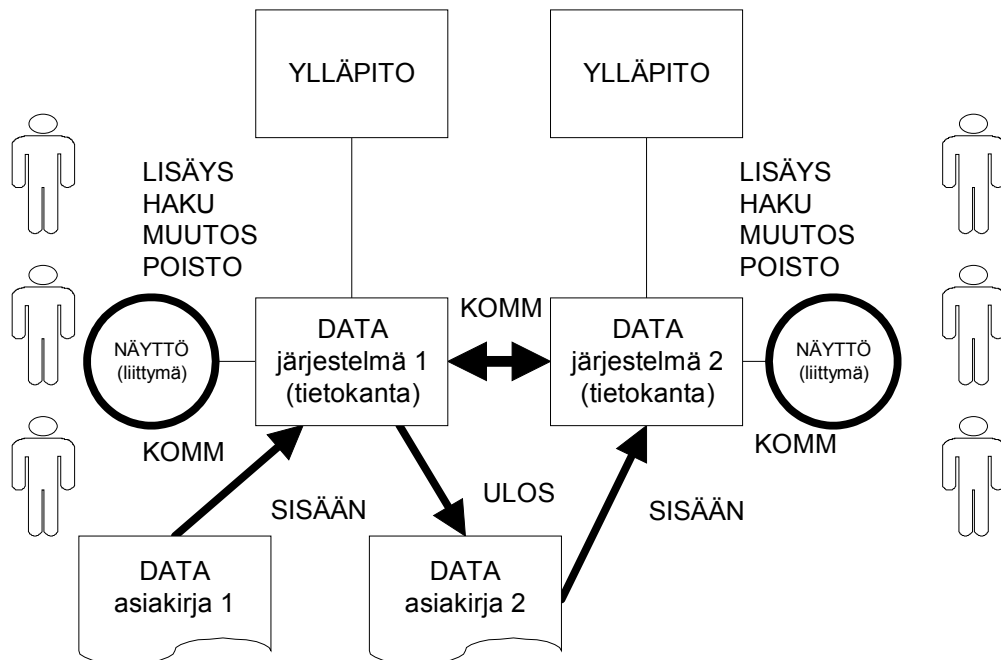 YLLÄPITO
YLLÄPITO
LISÄYS
HAKU
MUUTOS
POISTO
LISÄYS
HAKU
MUUTOS
POISTO
NÄYTTÖ
(liittymä)
DATA
järjestelmä 1
(tietokanta)
KOMM
DATA
järjestelmä 2
(tietokanta)
NÄYTTÖ
(liittymä)
KOMM
KOMM
SISÄÄN
ULOS
SISÄÄN
DATA
asiakirja 1
DATA
asiakirja 2